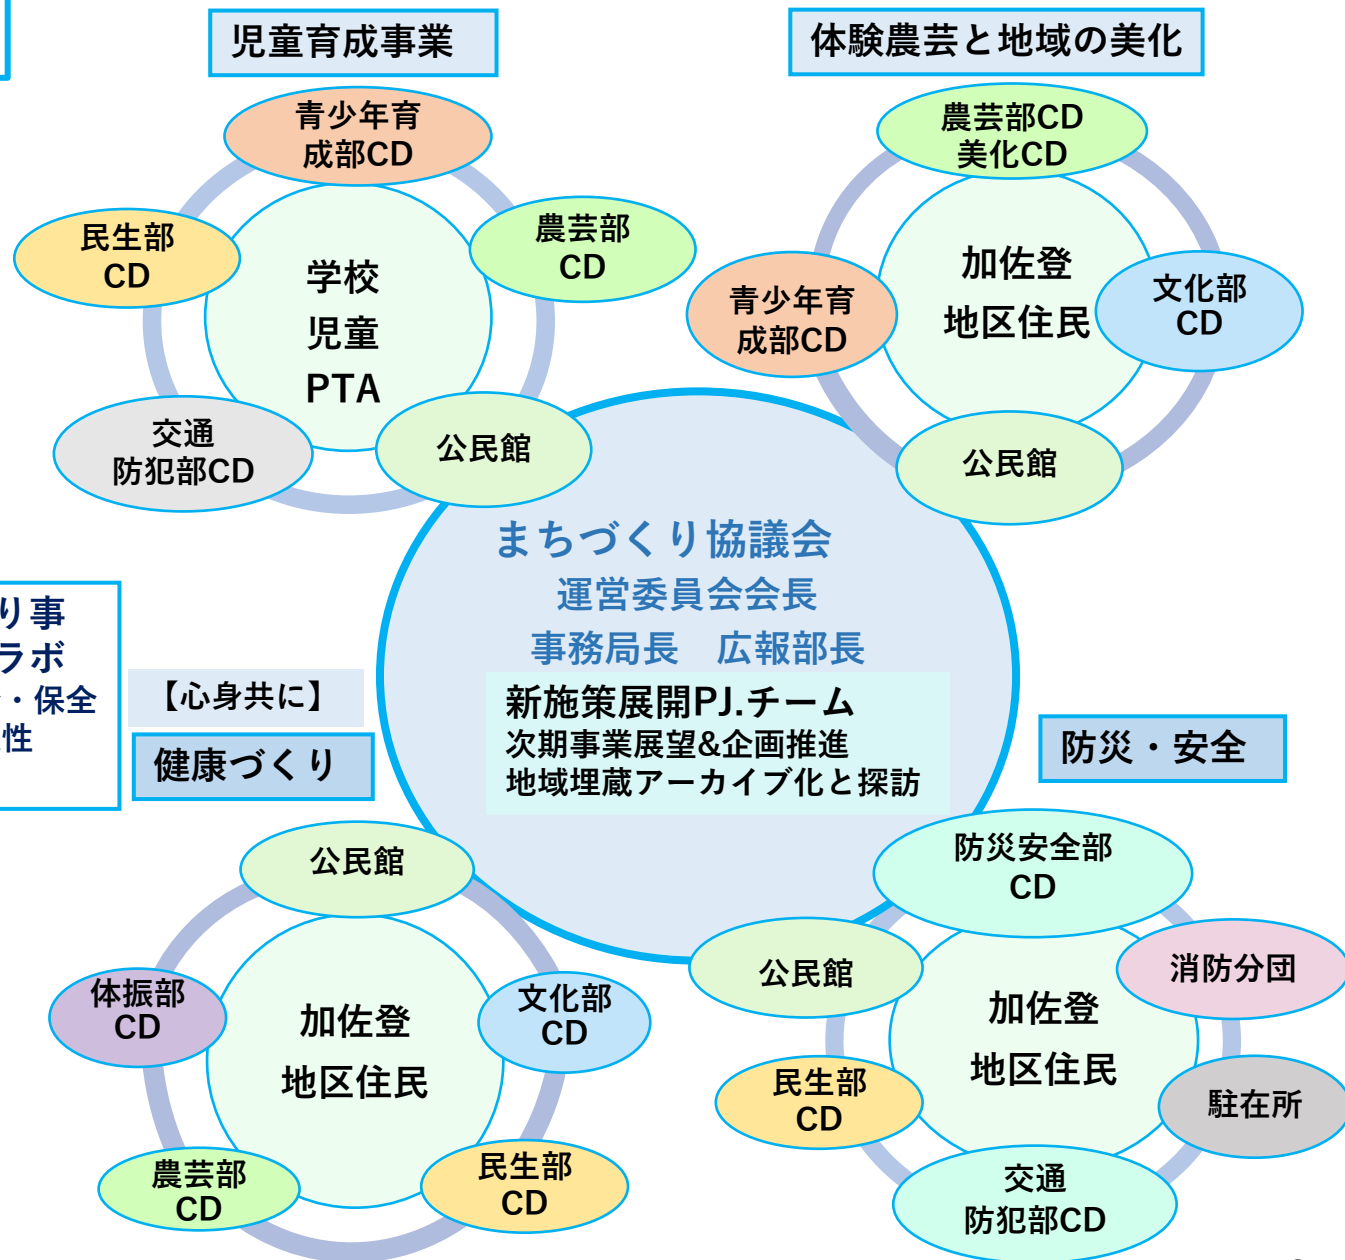 児童育成事業
体験農芸と地域の美化
青少年育
成部CD
農芸部
CD
民生部
CD
学校
児童
PTA
交通
防犯部CD
公民館
農芸部CD
美化CD
加佐登
地区住民
青少年育
成部CD
文化部
CD
公民館
まちづくり協議会
運営委員会会長
事務局長　広報部長
新施策展開PJ.チーム
次期事業展望&企画推進
地域埋蔵アーカイブ化と探訪
り事
ラボ
・保全
性
【心身共に】
健康づくり
防災・安全
公民館
体振部
CD
文化部
CD
加佐登
地区住民
農芸部
CD
民生部
CD
防災安全部
CD
公民館
消防分団
加佐登
地区住民
民生部
CD
駐在所
交通
防犯部CD